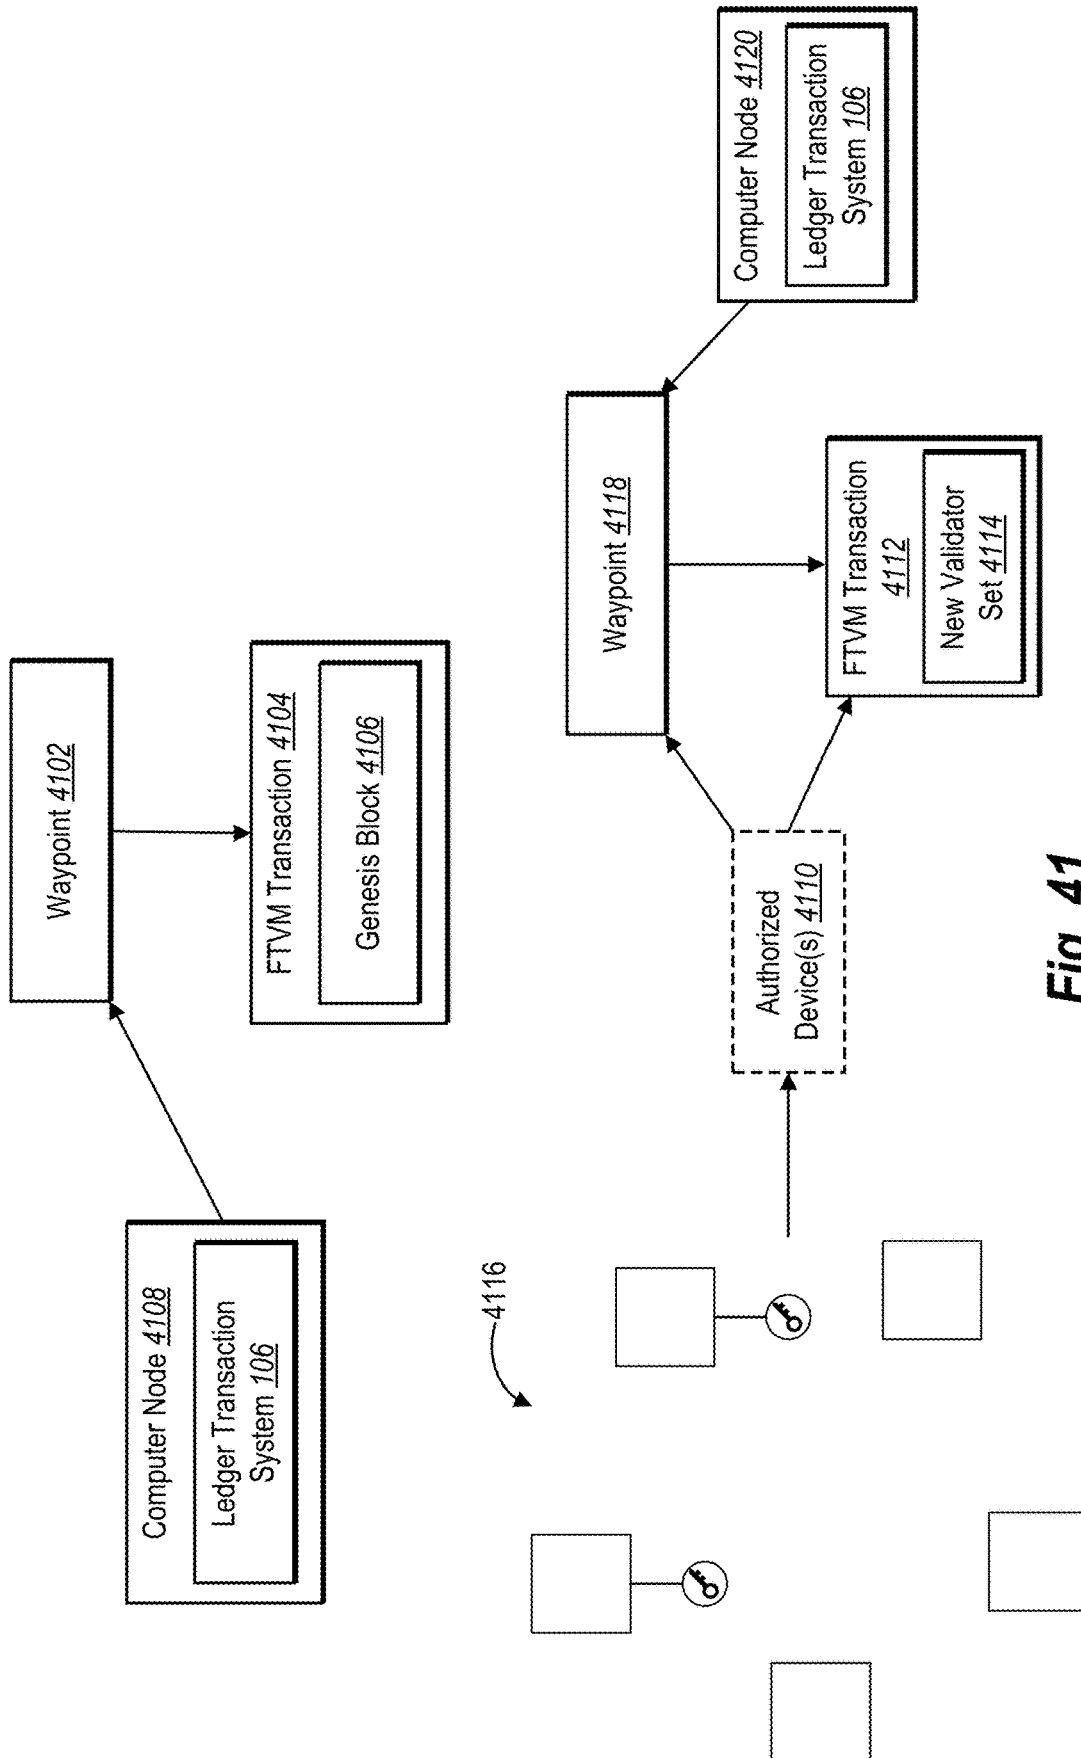 Waypoint 4102
FTVM Transaction 4104
Genesis Block 4106
Computer Node 4108
Ledger Transaction
System 106
4116
Authorized
Device(s) 4110
Waypoint 4118
FTVM Transaction
4112
New Validator
Set 4114
Computer Node 4120
Ledger Transaction
System 106
Fig. 41